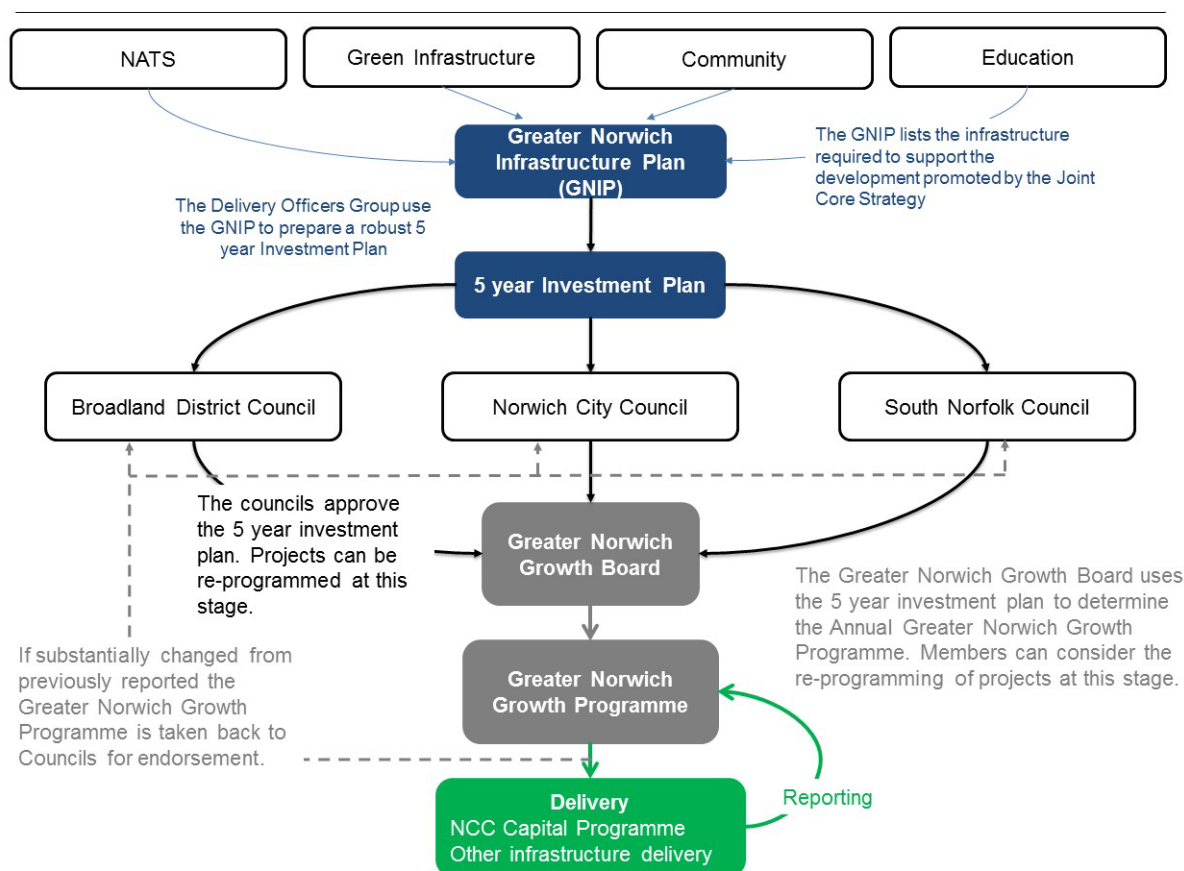 NATS
Green Infrastructure
Community
Education
Greater Norwich
Infrastructure Plan
(GNIP)
The GNIP lists the infrastructure
required to support the
development promoted by the Joint
Core Strategy
The Delivery Officers Group use
the GNIP to prepare a robust 5
year Investment Plan
5 year Investment Plan
Broadland District Council
Norwich City Council
South Norfolk Council
The councils approve
the 5 year investment
plan. Projects can be
re-programmed at this
stage.
Greater Norwich
Growth Board
The Greater Norwich Growth Board uses
the 5 year investment plan to determine
the Annual Greater Norwich Growth
Programme. Members can consider the
re-programming of projects at this stage.
If substantially changed from
previously reported the
Greater Norwich Growth
Programme is taken back to
Councils for endorsement.
Greater Norwich
Growth Programme
Delivery
NCC Capital Programme
Other infrastructure delivery
Reporting